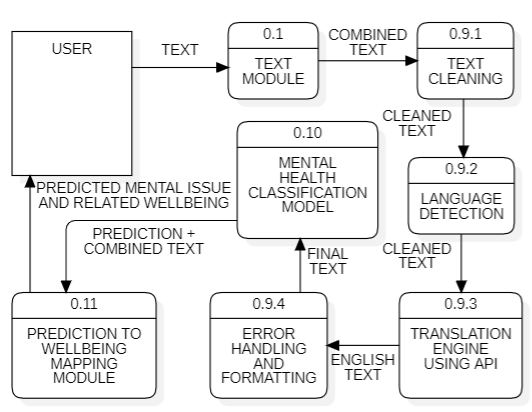 USER
TEXT
0.1
TEXT
MODULE
COMBINED
TEXT
0.9.1
TEXT
CLEANING
CLEANED
TEXT
0.9.2
LANGUAGE
DETECTION
CLEANED
TEXT
0.9.3
TRANSLATION
ENGINE
USING API
ENGLISH
TEXT
0.9.4
ERROR
HANDLING
AND
FORMATTING
FINAL
TEXT
0.10
MENTAL
HEALTH
CLASSIFICATION
MODEL
PREDICTION +
COMBINED TEXT
0.11
PREDICTION TO
WELLBEING
MAPPING
MODULE
PREDICTED MENTAL ISSUE
AND RELATED WELLBEING